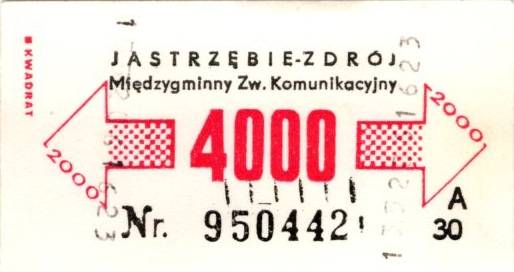 ■ KWADRAT
JASTRZĘBIE-ZDRÓJ
Międzygminny Zw. Komunikacyjny
2000
4000
2000
Nr. 950442
A
30